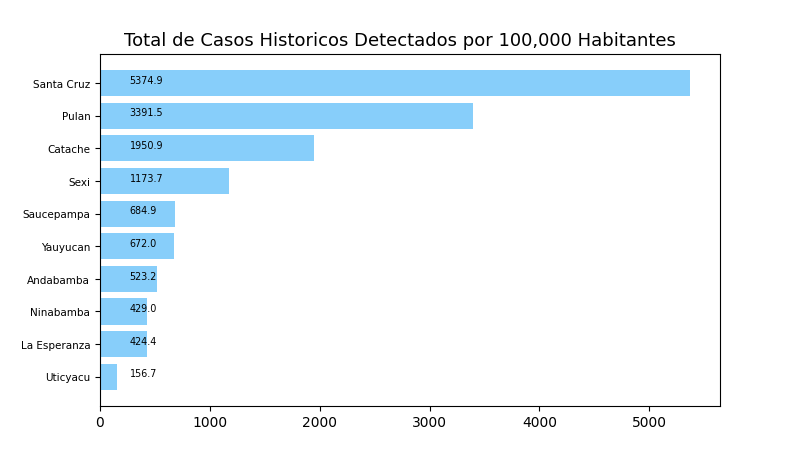 Total de Casos Historicos Detectados por 100,000 Habitantes
Santa Cruz 5374.9
Pulan 3391.5
Catache 1950.9
Sexi 1173.7
Saucepampa 684.9
Yauyucan 672.0
Andabamba 523.2
Ninabamba 429.0
La Esperanza 424.4
Uticyacu 156.7
0 1000 2000 3000 4000 5000